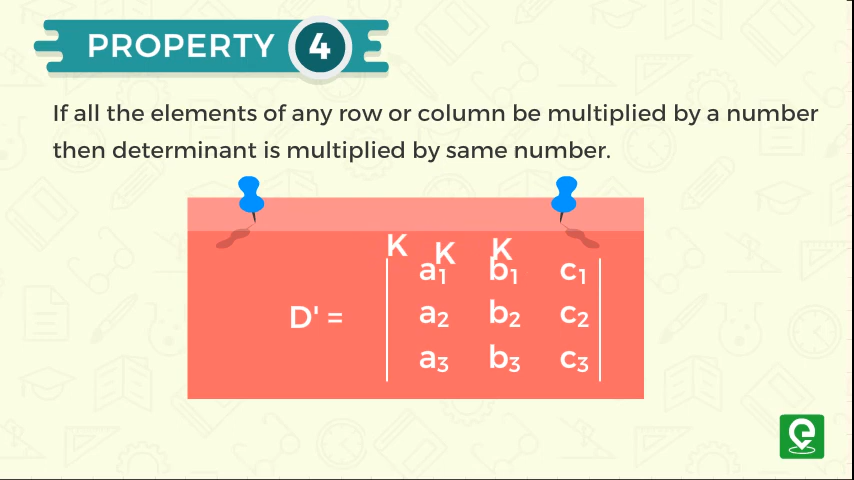 PROPERTY 4
If all the elements of any row or column be multiplied by a number
then determinant is multiplied by same number.
K K K
a₁ b₁ c₁
D' = a₂ b₂ c₂
a₃ b₃ c₃